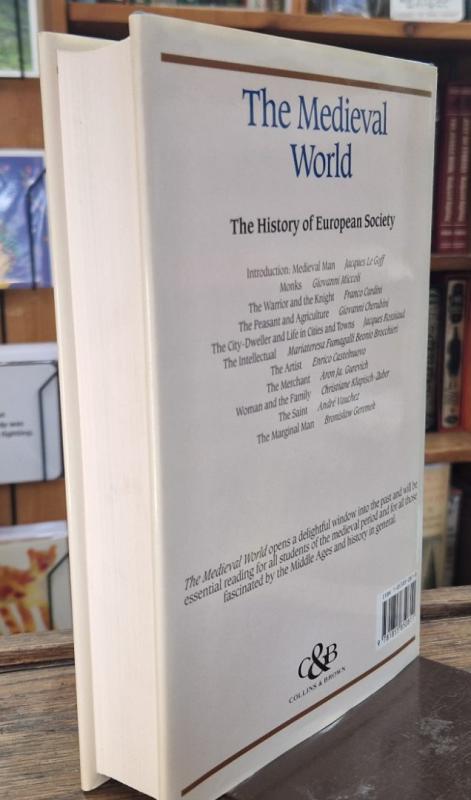 The Medieval
World
The History of European Society
Introduction: Medieval Man Jacques Le Goff
Monks Giovanni Miccoli
The Warrior and the Knight Franco Cardini
The Peasant and Agriculture Giovanni Cherubini
The City-Dweller and Life in Cities and Towns Jacques Rossiaud
The Intellectual Mariateresa Fumagalli Beonio Brocchieri
The Artist Enrico Castelnuovo
The Merchant Aron Ja. Gurevich
Woman and the Family Christiane Klapisch-Zuber
The Saint André Vauchez
The Marginal Man Bronislaw Geremek
The Medieval World opens a delightful window into the past and will be
essential reading for all students of the medieval period and for all those
fascinated by the Middle Ages and history in general.
C&B
COLLINS & BROWN
ISBN
fighting.